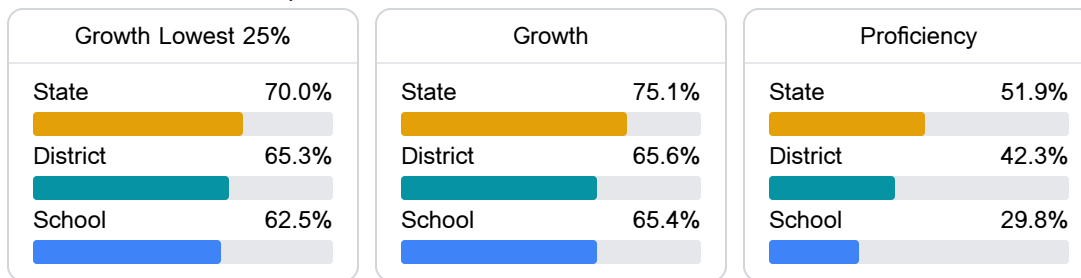 Growth Lowest 25%
State 70.0%
District 65.3%
School 62.5%
Growth
State 75.1%
District 65.6%
School 65.4%
Proficiency
State 51.9%
District 42.3%
School 29.8%